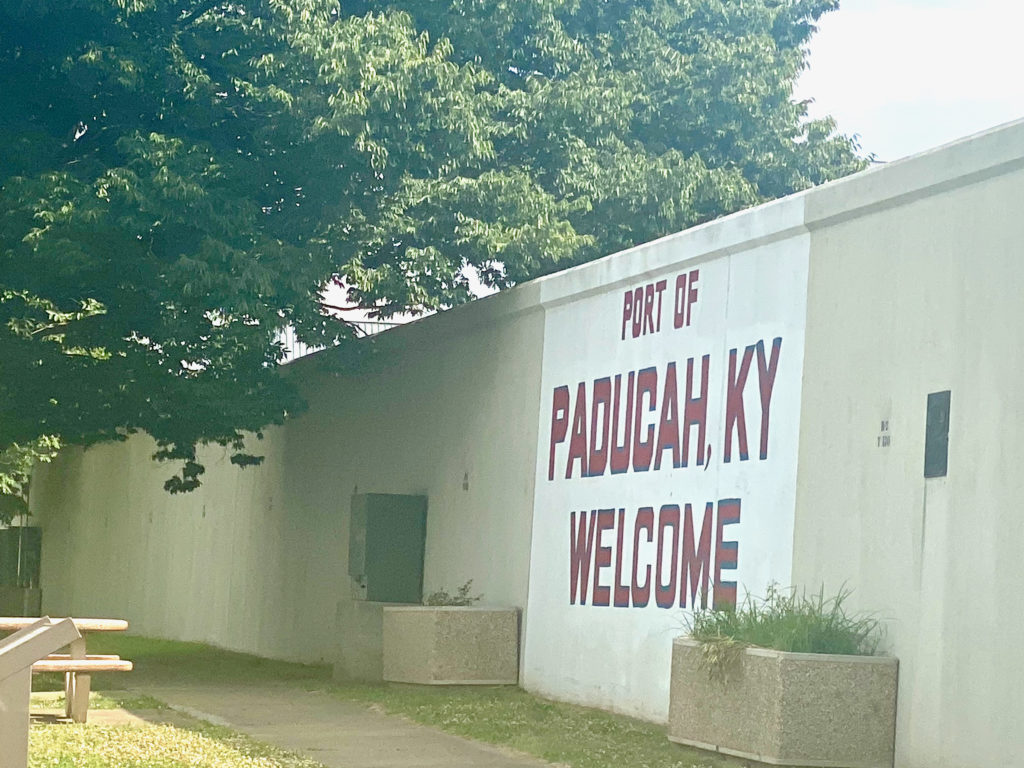 PORT OF
PADUCAH, KY
WELCOME